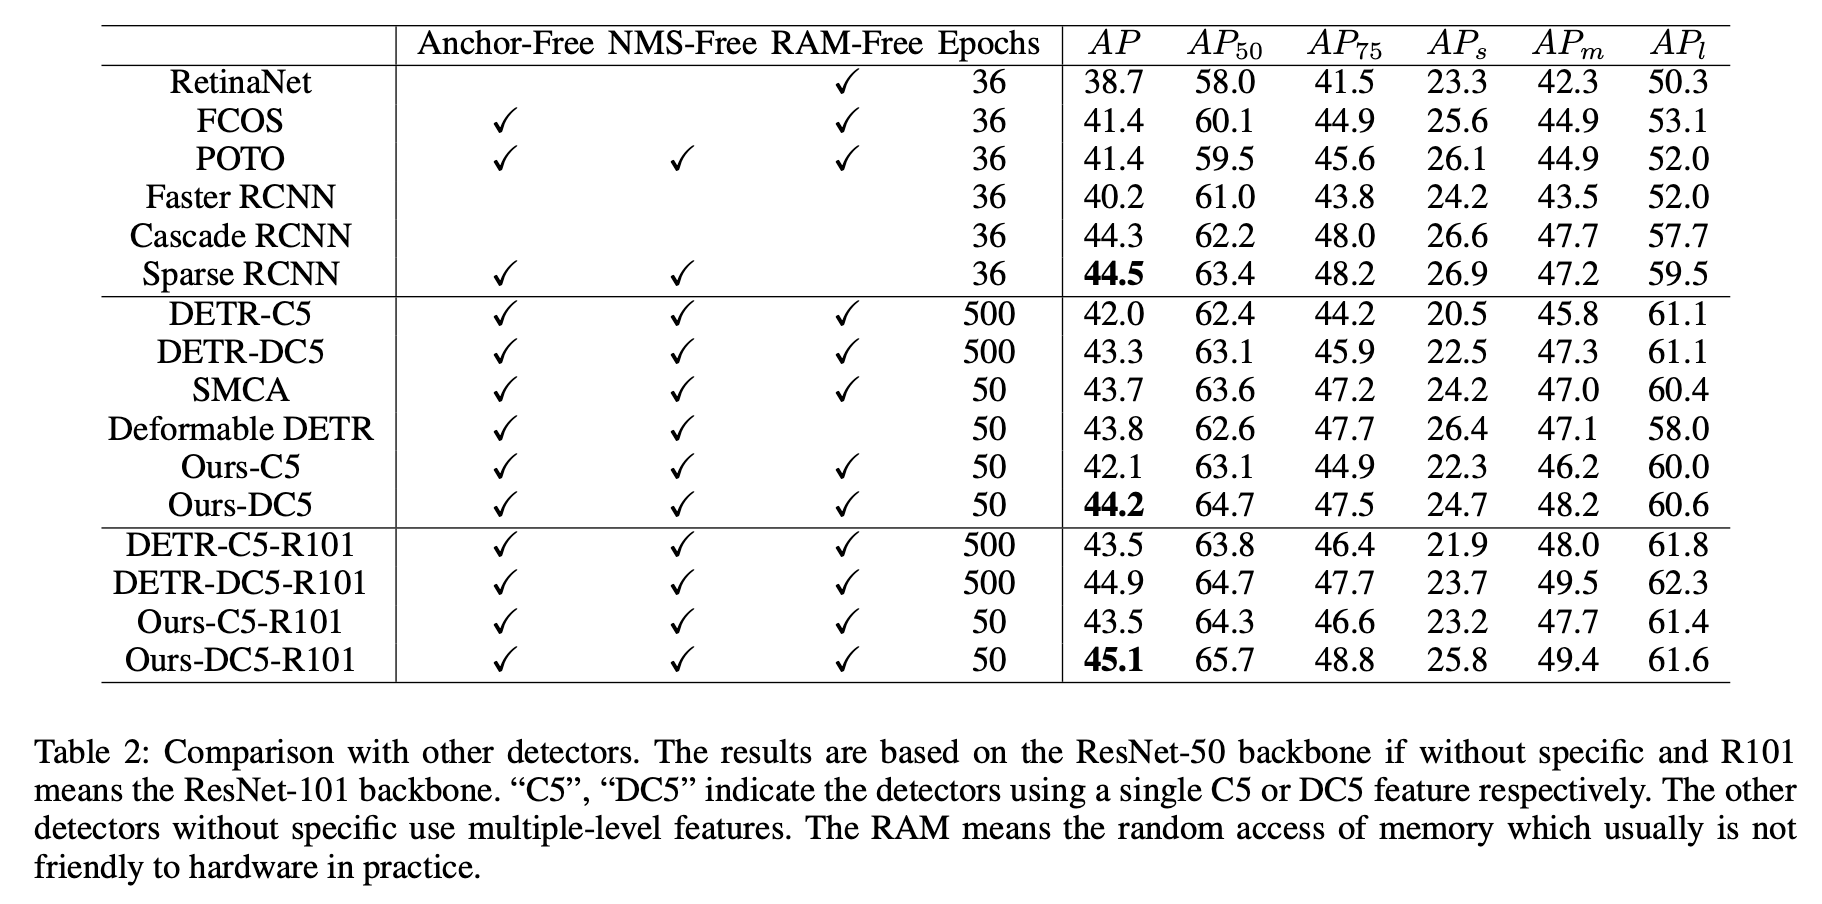 Anchor-Free NMS-Free RAM-Free Epochs AP AP50 AP75 APs APm APl
RetinaNet ✓ 36 38.7 58.0 41.5 23.3 42.3 50.3
FCOS ✓ ✓ 36 41.4 60.1 44.9 25.6 44.9 53.1
POTO ✓ ✓ ✓ 36 41.4 59.5 45.6 26.1 44.9 52.0
Faster RCNN 36 40.2 61.0 43.8 24.2 43.5 52.0
Cascade RCNN 36 44.3 62.2 48.0 26.6 47.7 57.7
Sparse RCNN ✓ ✓ 36 44.5 63.4 48.2 26.9 47.2 59.5
DETR-C5 ✓ ✓ ✓ 500 42.0 62.4 44.2 20.5 45.8 61.1
DETR-DC5 ✓ ✓ ✓ 500 43.3 63.1 45.9 22.5 47.3 61.1
SMCA ✓ ✓ ✓ 50 43.7 63.6 47.2 24.2 47.0 60.4
Deformable DETR ✓ ✓ 50 43.8 62.6 47.7 26.4 47.1 58.0
Ours-C5 ✓ ✓ ✓ 50 42.1 63.1 44.9 22.3 46.2 60.0
Ours-DC5 ✓ ✓ ✓ 50 44.2 64.7 47.5 24.7 48.2 60.6
DETR-C5-R101 ✓ ✓ ✓ 500 43.5 63.8 46.4 21.9 48.0 61.8
DETR-DC5-R101 ✓ ✓ ✓ 500 44.9 64.7 47.7 23.7 49.5 62.3
Ours-C5-R101 ✓ ✓ ✓ 50 43.5 64.3 46.6 23.2 47.7 61.4
Ours-DC5-R101 ✓ ✓ ✓ 50 45.1 65.7 48.8 25.8 49.4 61.6
Table 2: Comparison with other detectors. The results are based on the ResNet-50 backbone if without specific and R101
means the ResNet-101 backbone. “C5”, “DC5” indicate the detectors using a single C5 or DC5 feature respectively. The other
detectors without specific use multiple-level features. The RAM means the random access of memory which usually is not
friendly to hardware in practice.